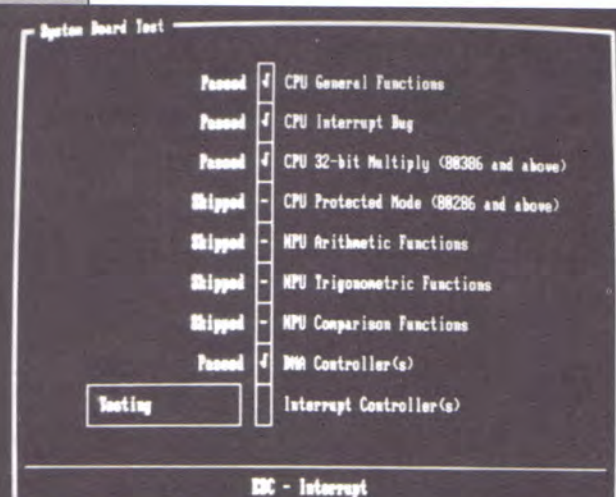 System Board Test
Passed √ CPU General Functions
Passed √ CPU Interrupt Bug
Passed √ CPU 32-bit Multiply (80386 and above)
Skipped - CPU Protected Mode (80286 and above)
Skipped - NPU Arithmetic Functions
Skipped - NPU Trigonometric Functions
Skipped - NPU Comparison Functions
Passed √ DMA Controller(s)
Testing Interrupt Controller(s)
ESC - Interrupt